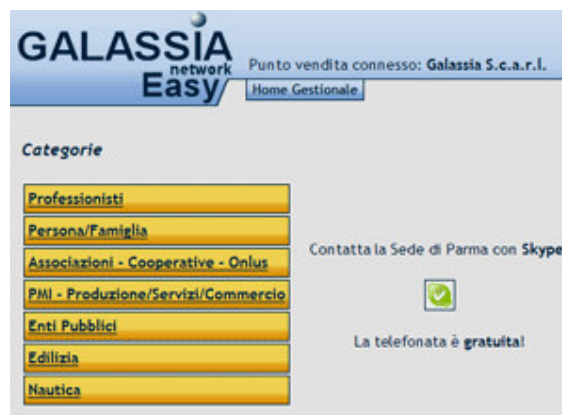 GALASSIA
network
Easy
Punto vendita connesso: Galassia S.c.a.r.l.
Home Gestionale
Categorie
Professionisti
Persona/Famiglia
Associazioni - Cooperative - Onlus
PMI - Produzione/Servizi/Commercio
Enti Pubblici
Edilizia
Nautica
Contatta la Sede di Parma con Skype
La telefonata è gratuita!